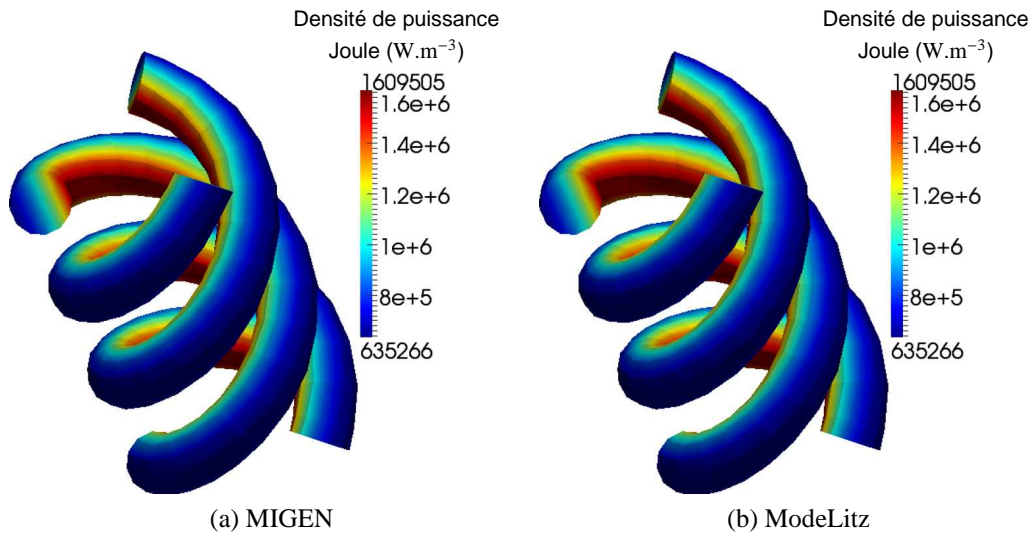 Densité de puissance
Joule (W.m⁻³)
1609505
1.6e+6
1.4e+6
1.2e+6
1e+6
8e+5
635266
(a) MIGEN
Densité de puissance
Joule (W.m⁻³)
1609505
1.6e+6
1.4e+6
1.2e+6
1e+6
8e+5
635266
(b) ModeLitz